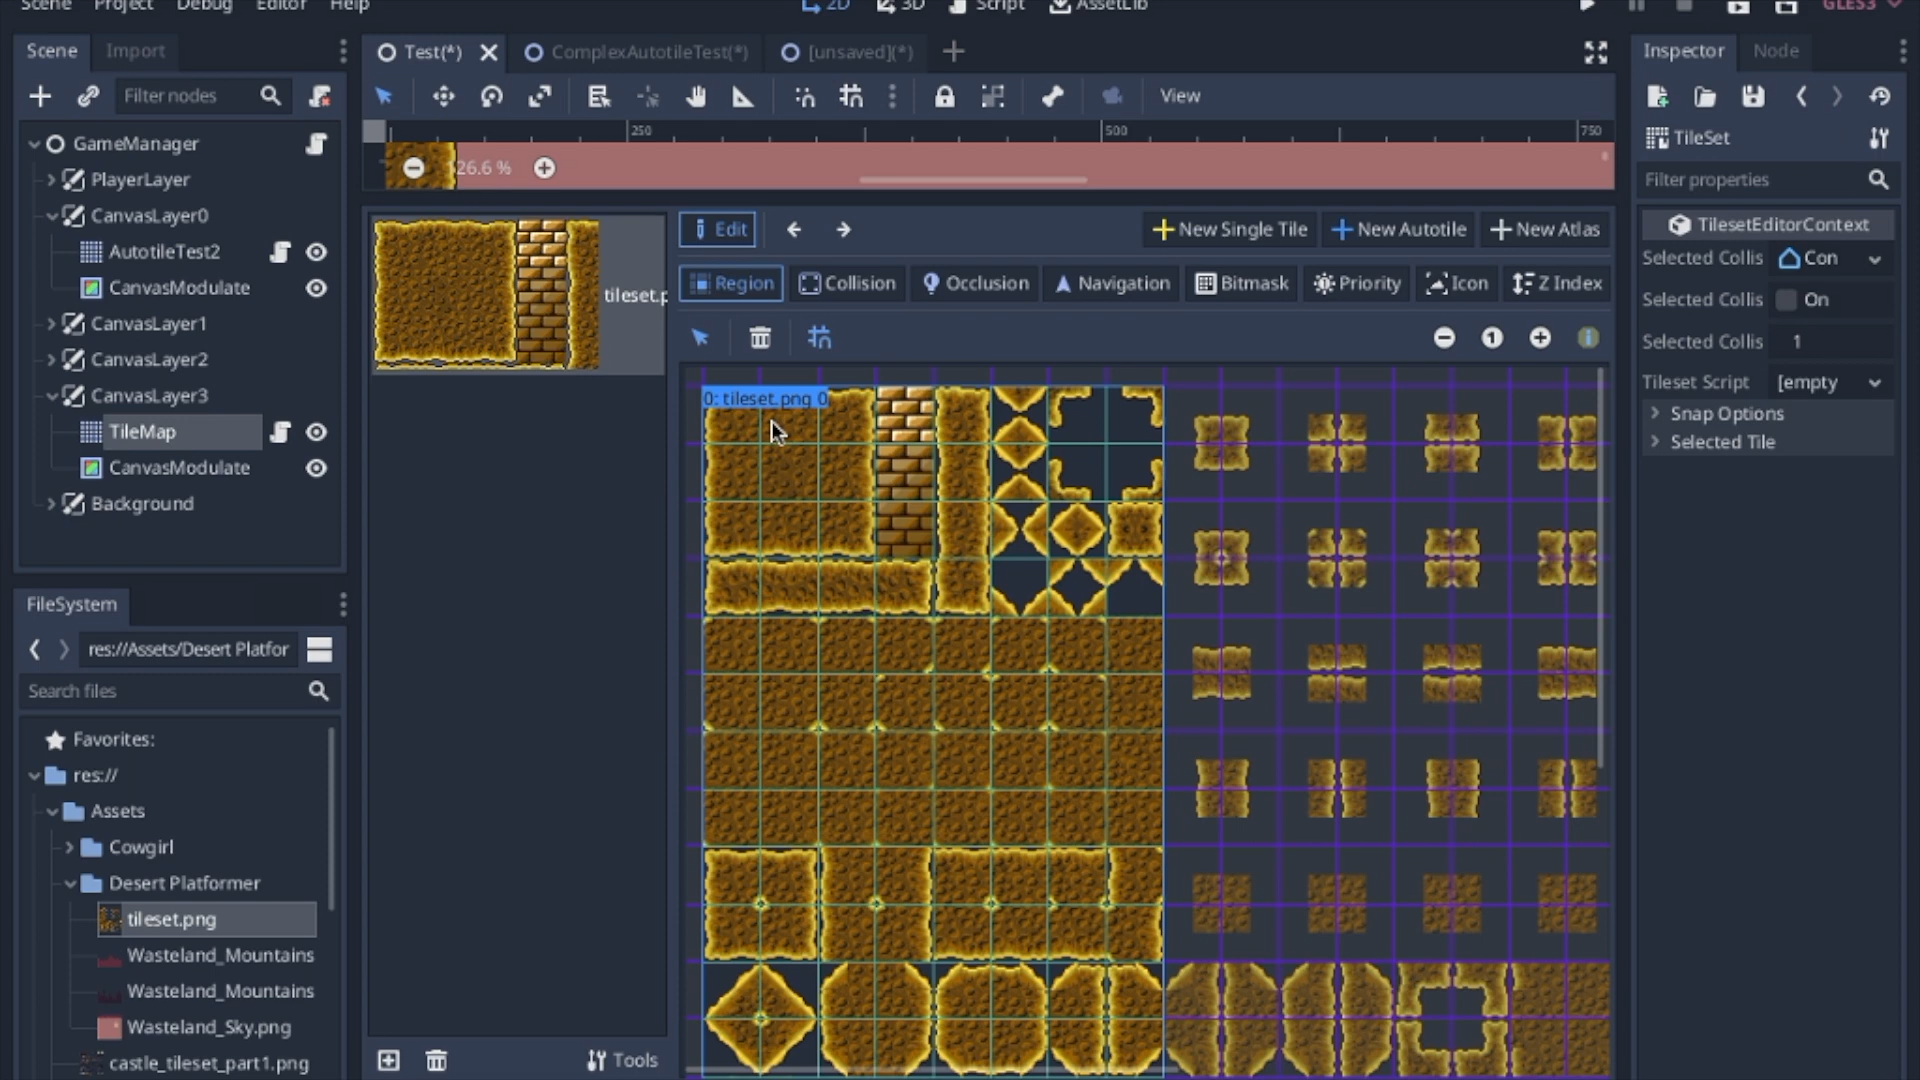 Scene Project Debug Editor Help
2D 3D Script AssetLib
GLES3
Scene Import
Test(*) ComplexAutotileTest(*) [unsaved](*)
Inspector Node
Filter nodes
View
250 500 750
26.6 %
GameManager
PlayerLayer
CanvasLayer0
AutotileTest2
CanvasModulate
CanvasLayer1
CanvasLayer2
CanvasLayer3
TileMap
CanvasModulate
Background
FileSystem
res://Assets/Desert Platfor
Search files
Favorites:
res://
Assets
Cowgirl
Desert Platformer
tileset.png
Wasteland_Mountains
Wasteland_Mountains
Wasteland_Sky.png
castle_tileset_part1.png
tileset.p
Tools
Edit
New Single Tile New Autotile New Atlas
Region Collision Occlusion Navigation Bitmask Priority Icon Z Index
0: tileset.png 0
TileSet
Filter properties
TilesetEditorContext
Selected Collis Con
Selected Collis On
Selected Collis 1
Tileset Script [empty
Snap Options
Selected Tile